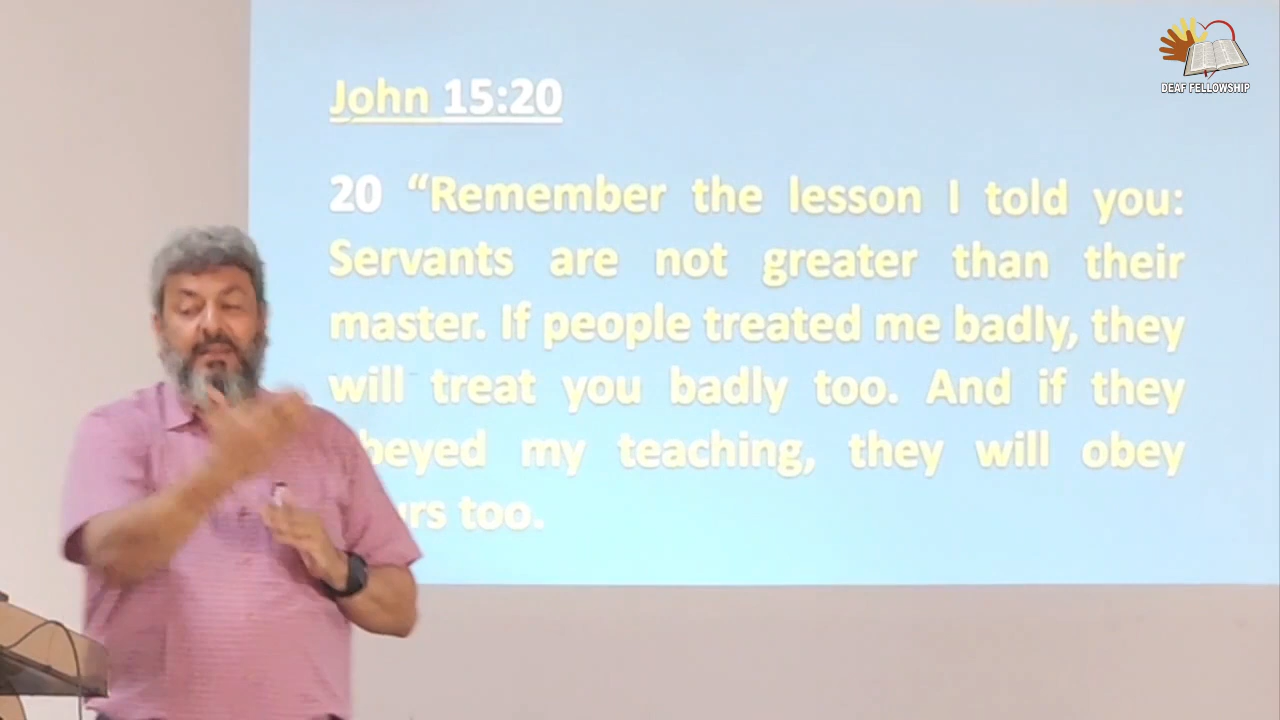 DEAF FELLOWSHIP
John 15:20
20 “Remember the lesson I told you:
Servants are not greater than their
master. If people treated me badly, they
will treat you badly too. And if they
my teaching, they will obey
too.